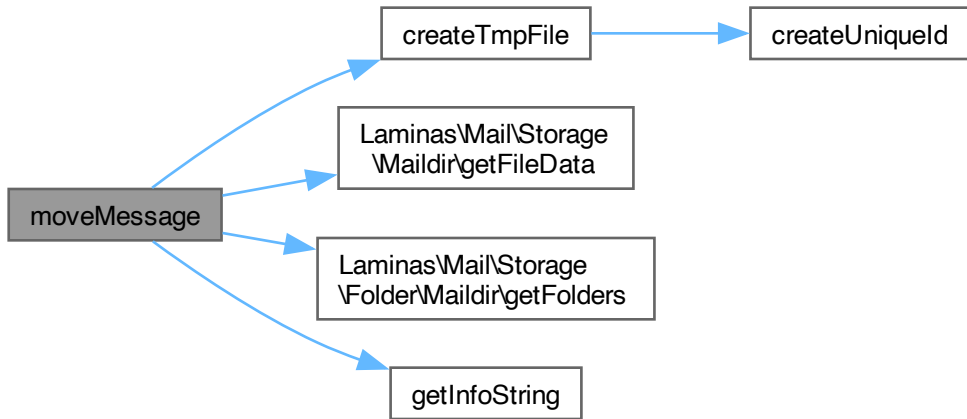 createTmpFile
createUniqueId
Laminas\Mail\Storage
\Maildir\getFileData
moveMessage
Laminas\Mail\Storage
\Folder\Maildir\getFolders
getInfoString